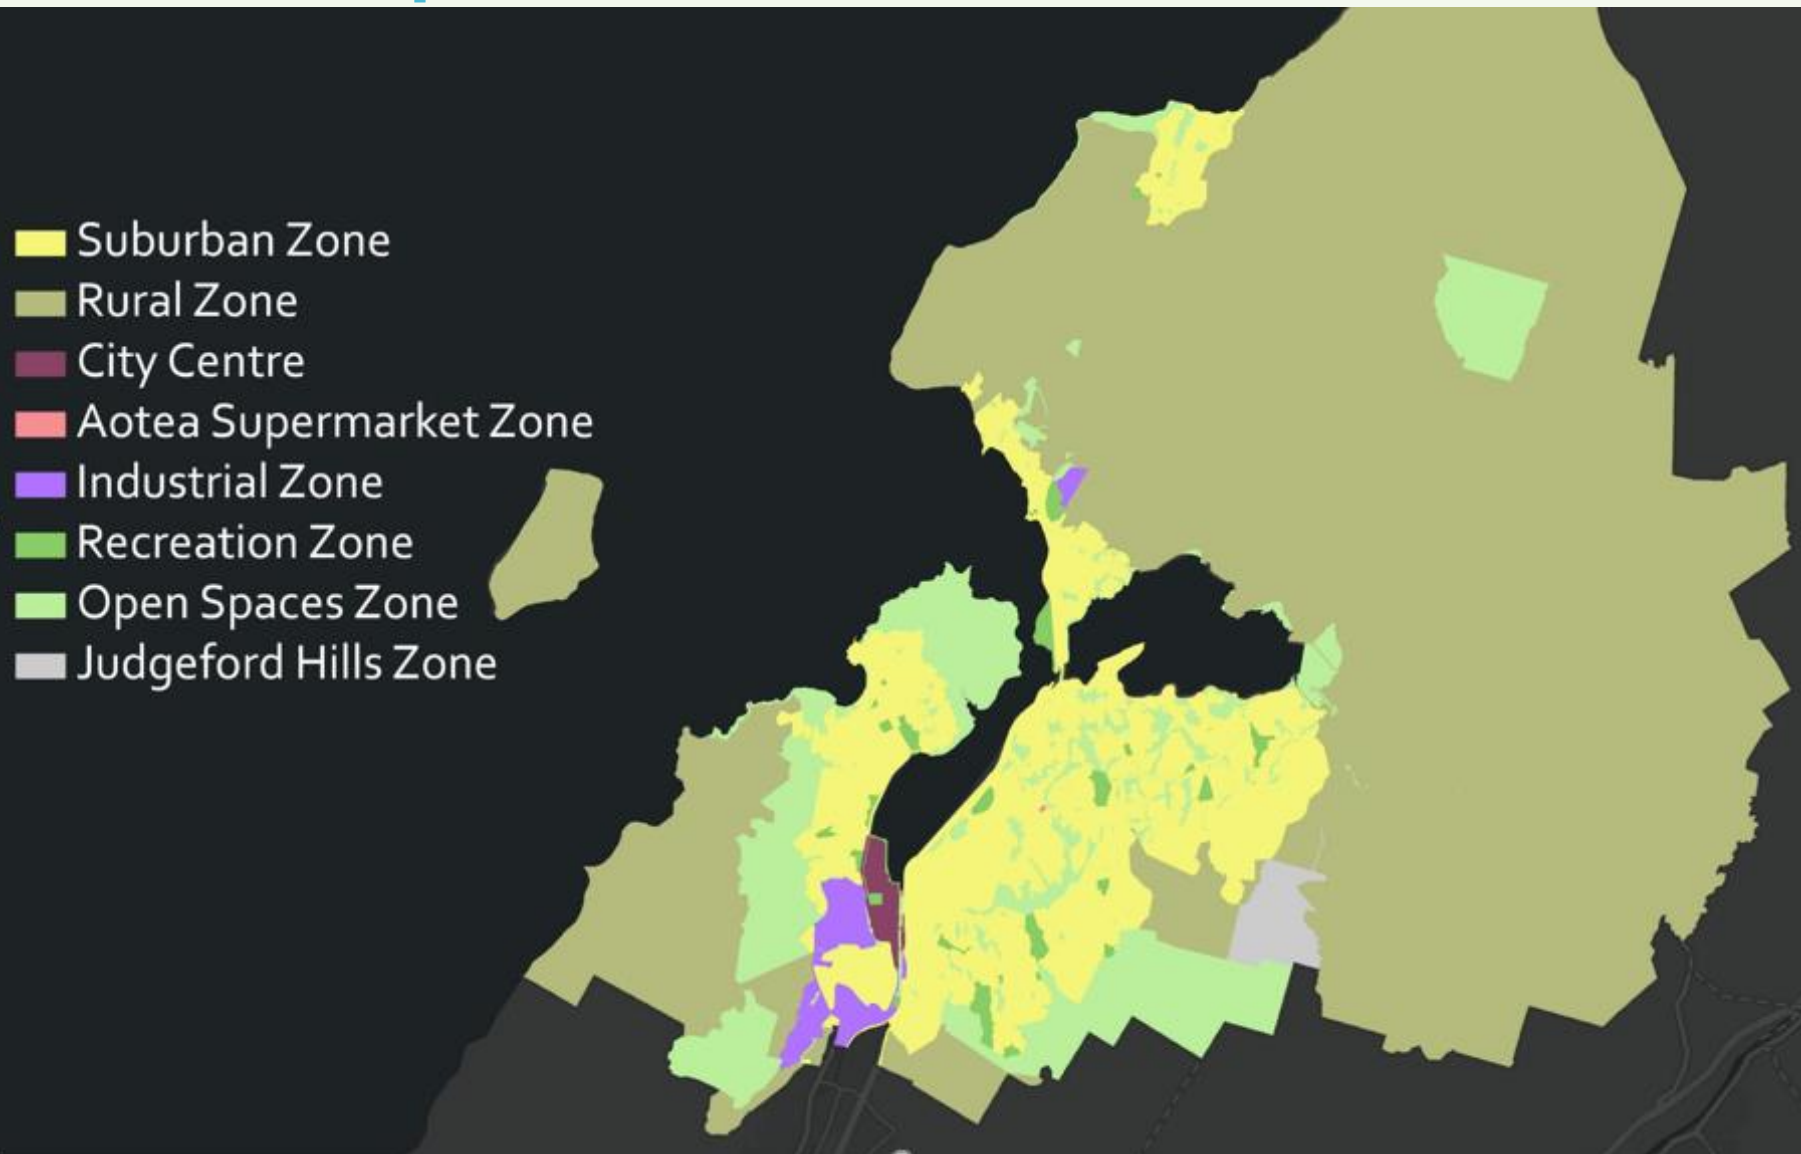 Suburban Zone
Rural Zone
City Centre
Aotea Supermarket Zone
Industrial Zone
Recreation Zone
Open Spaces Zone
Judgeford Hills Zone